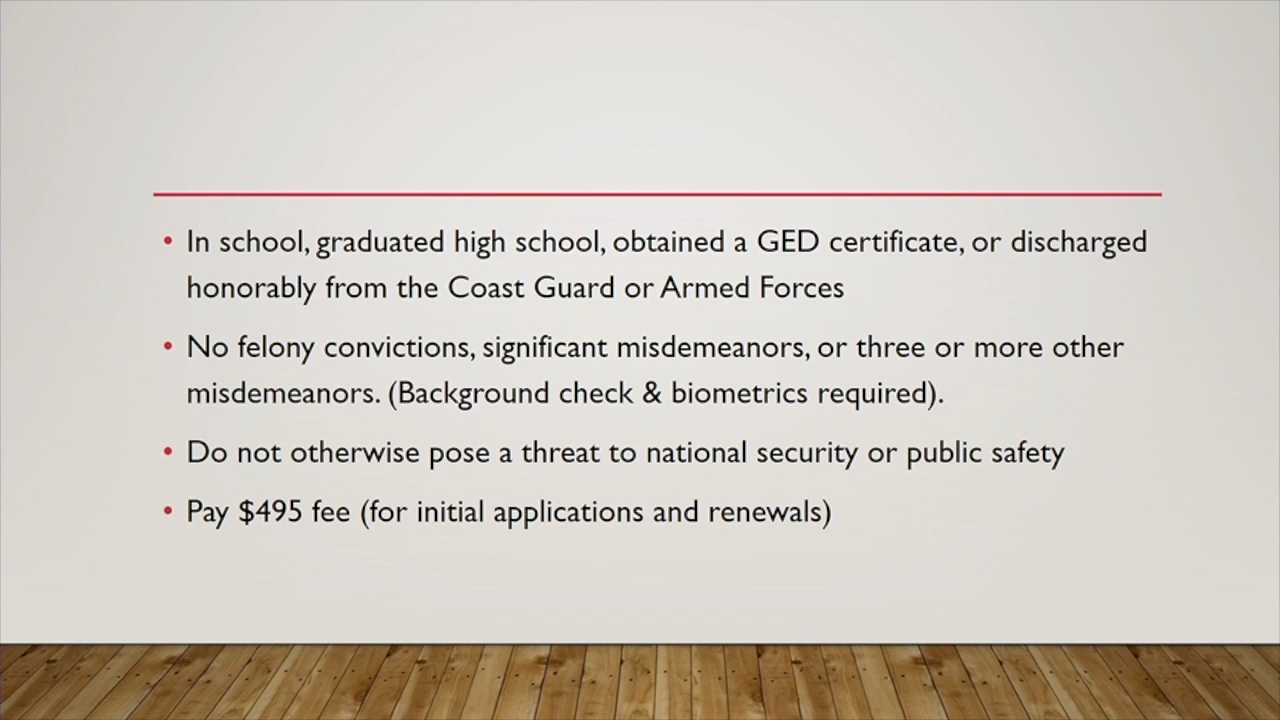 • In school, graduated high school, obtained a GED certificate, or discharged
honorably from the Coast Guard or Armed Forces
• No felony convictions, significant misdemeanors, or three or more other
misdemeanors. (Background check & biometrics required).
• Do not otherwise pose a threat to national security or public safety
• Pay $495 fee (for initial applications and renewals)